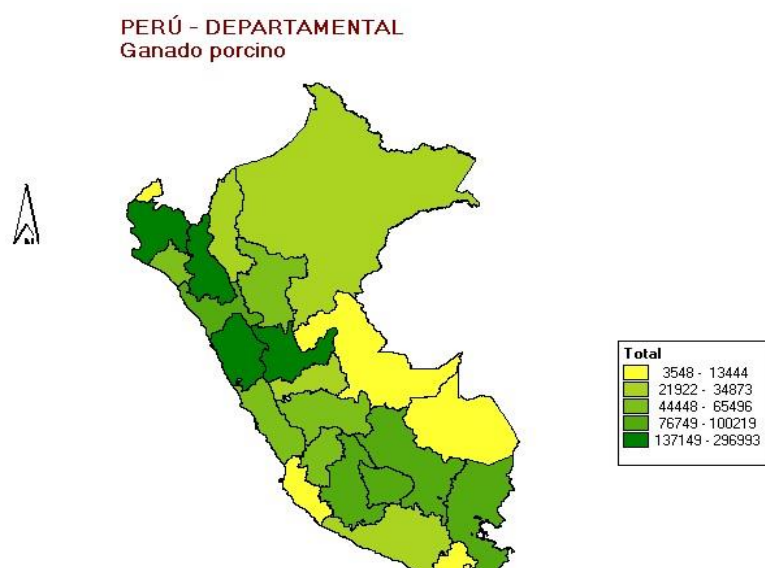 PERÚ - DEPARTAMENTAL
Ganado porcino
N
Total
3548 - 13444
21922 - 34873
44448 - 65496
76749 - 100219
137149 - 296993